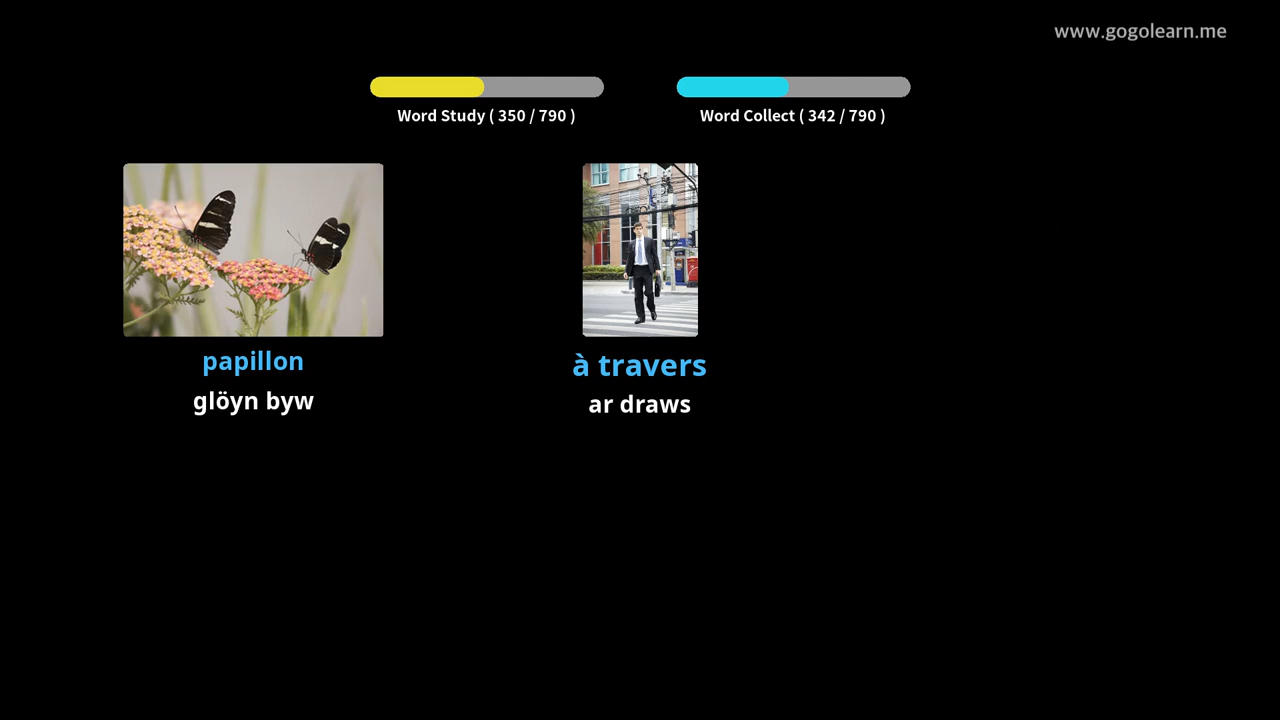 www.gogolearn.me
Word Study ( 350 / 790 )
Word Collect ( 342 / 790 )
papillon
glöyn byw
à travers
ar draws